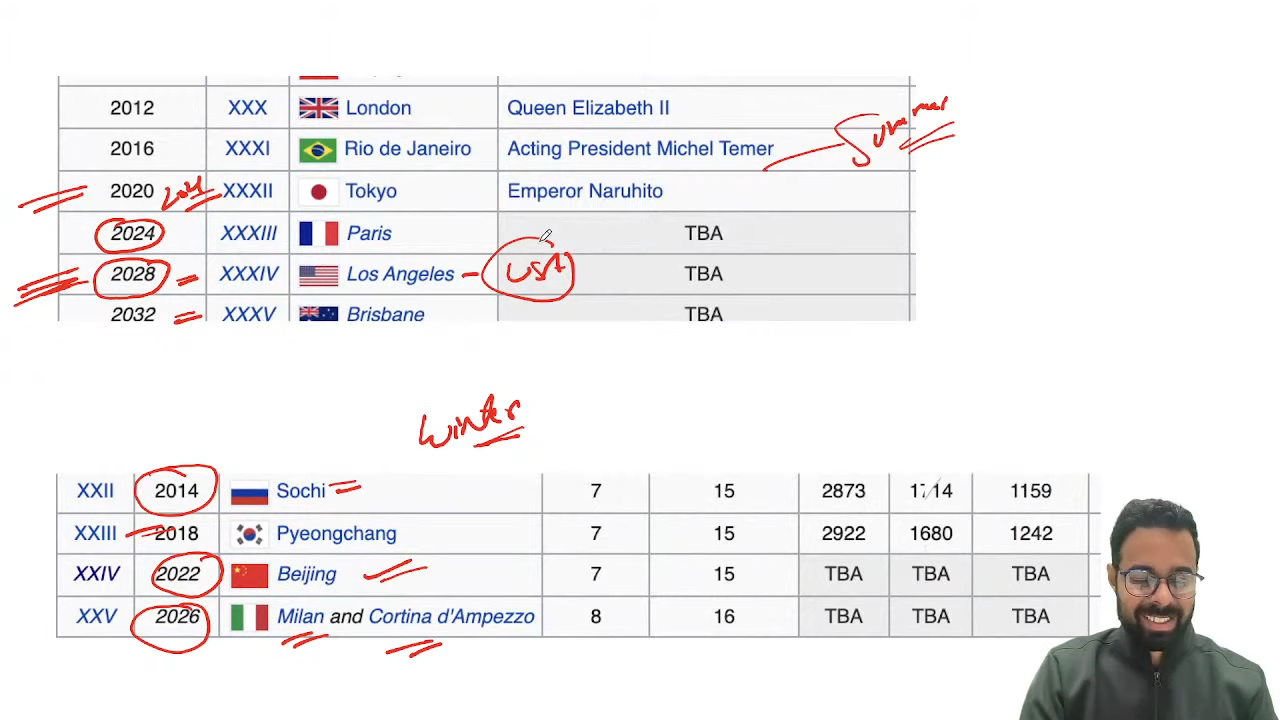 2012 XXX London Queen Elizabeth II
Summer
2016 XXXI Rio de Janeiro Acting President Michel Temer
2020 2021 XXXII Tokyo Emperor Naruhito
2024 XXXIII Paris TBA
2028 XXXIV Los Angeles USA TBA
2032 XXXV Brisbane TBA
Winter
XXII 2014 Sochi 7 15 2873 1714 1159
XXIII 2018 Pyeongchang 7 15 2922 1680 1242
XXIV 2022 Beijing 7 15 TBA TBA TBA
XXV 2026 Milan and Cortina d'Ampezzo 8 16 TBA TBA TBA